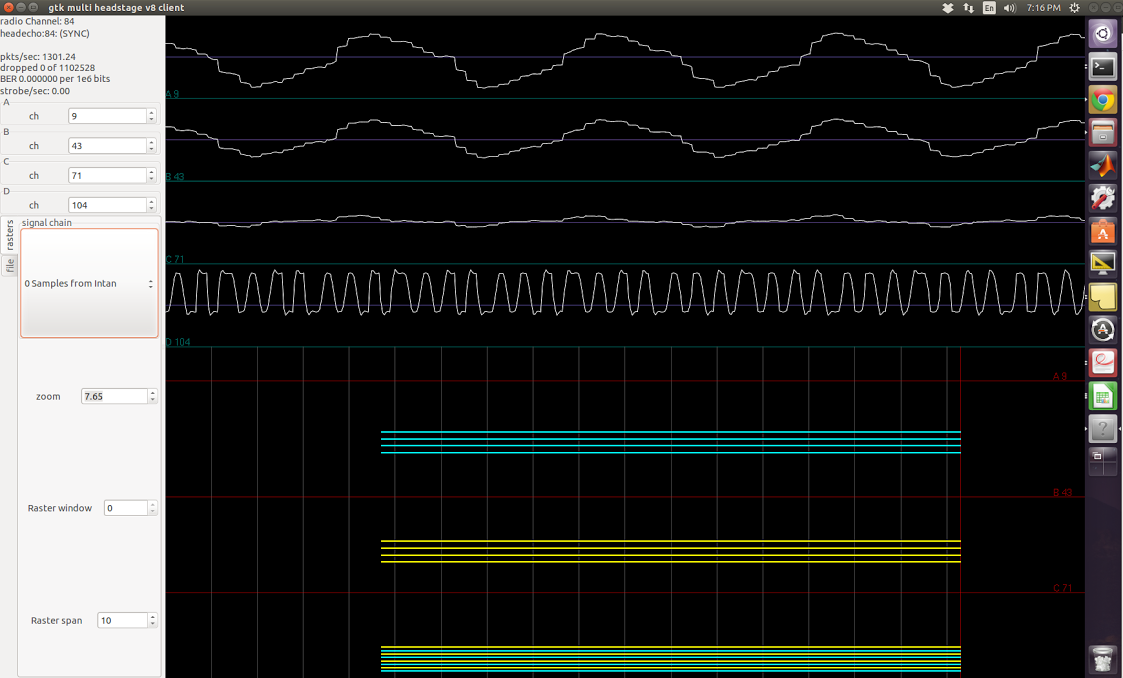 gtk multi headstage v8 client
En
7:16 PM
radio Channel: 84
headecho:84: (SYNC)
pkts/sec: 1301.24
dropped 0 of 1102528
BER 0.000000 per 1e6 bits
strobe/sec: 0.00
A
ch 9
B
ch 43
C
ch 71
D
ch 104
rasters
file
signal chain
0 Samples from Intan
zoom 7.65
Raster window 0
Raster span 10
A 9
B 43
C 71
D 104
A 9
B 43
C 71